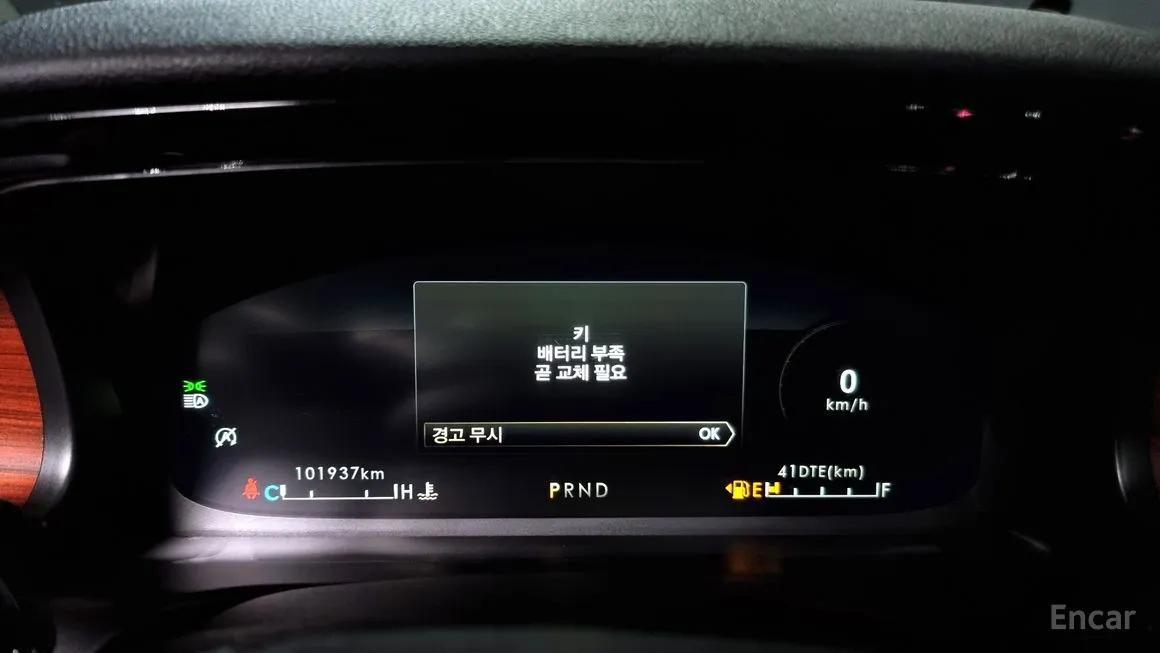 키
배터리 부족
곧 교체 필요
경고 무시 OK
0
km/h
A
A
101937km
41DTE(km)
C H
PRND
E F
Encar